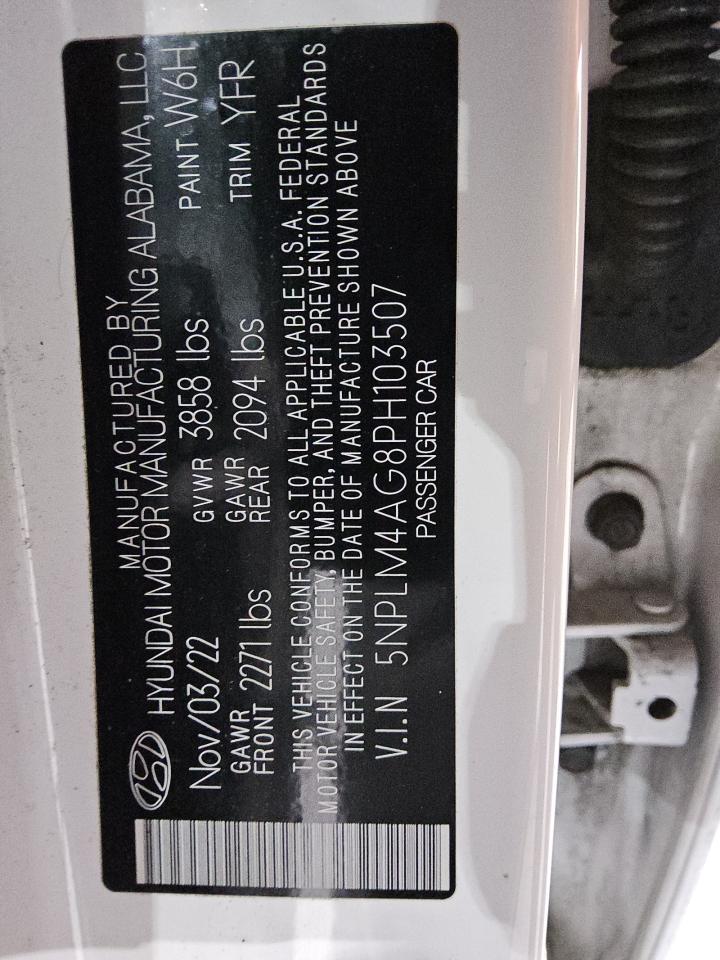 MANUFACTURED BY
HYUNDAI MOTOR MANUFACTURING ALABAMA, LLC
Nov/03/22 GVWR 3858 lbs PAINT W6H
GAWR FRONT 2271 lbs GAWR REAR 2094 lbs TRIM YFR
THIS VEHICLE CONFORMS TO ALL APPLICABLE U.S.A. FEDERAL
MOTOR VEHICLE SAFETY, BUMPER, AND THEFT PREVENTION STANDARDS
IN EFFECT ON THE DATE OF MANUFACTURE SHOWN ABOVE
V.I.N 5NPLM4AG8PH103507
PASSENGER CAR